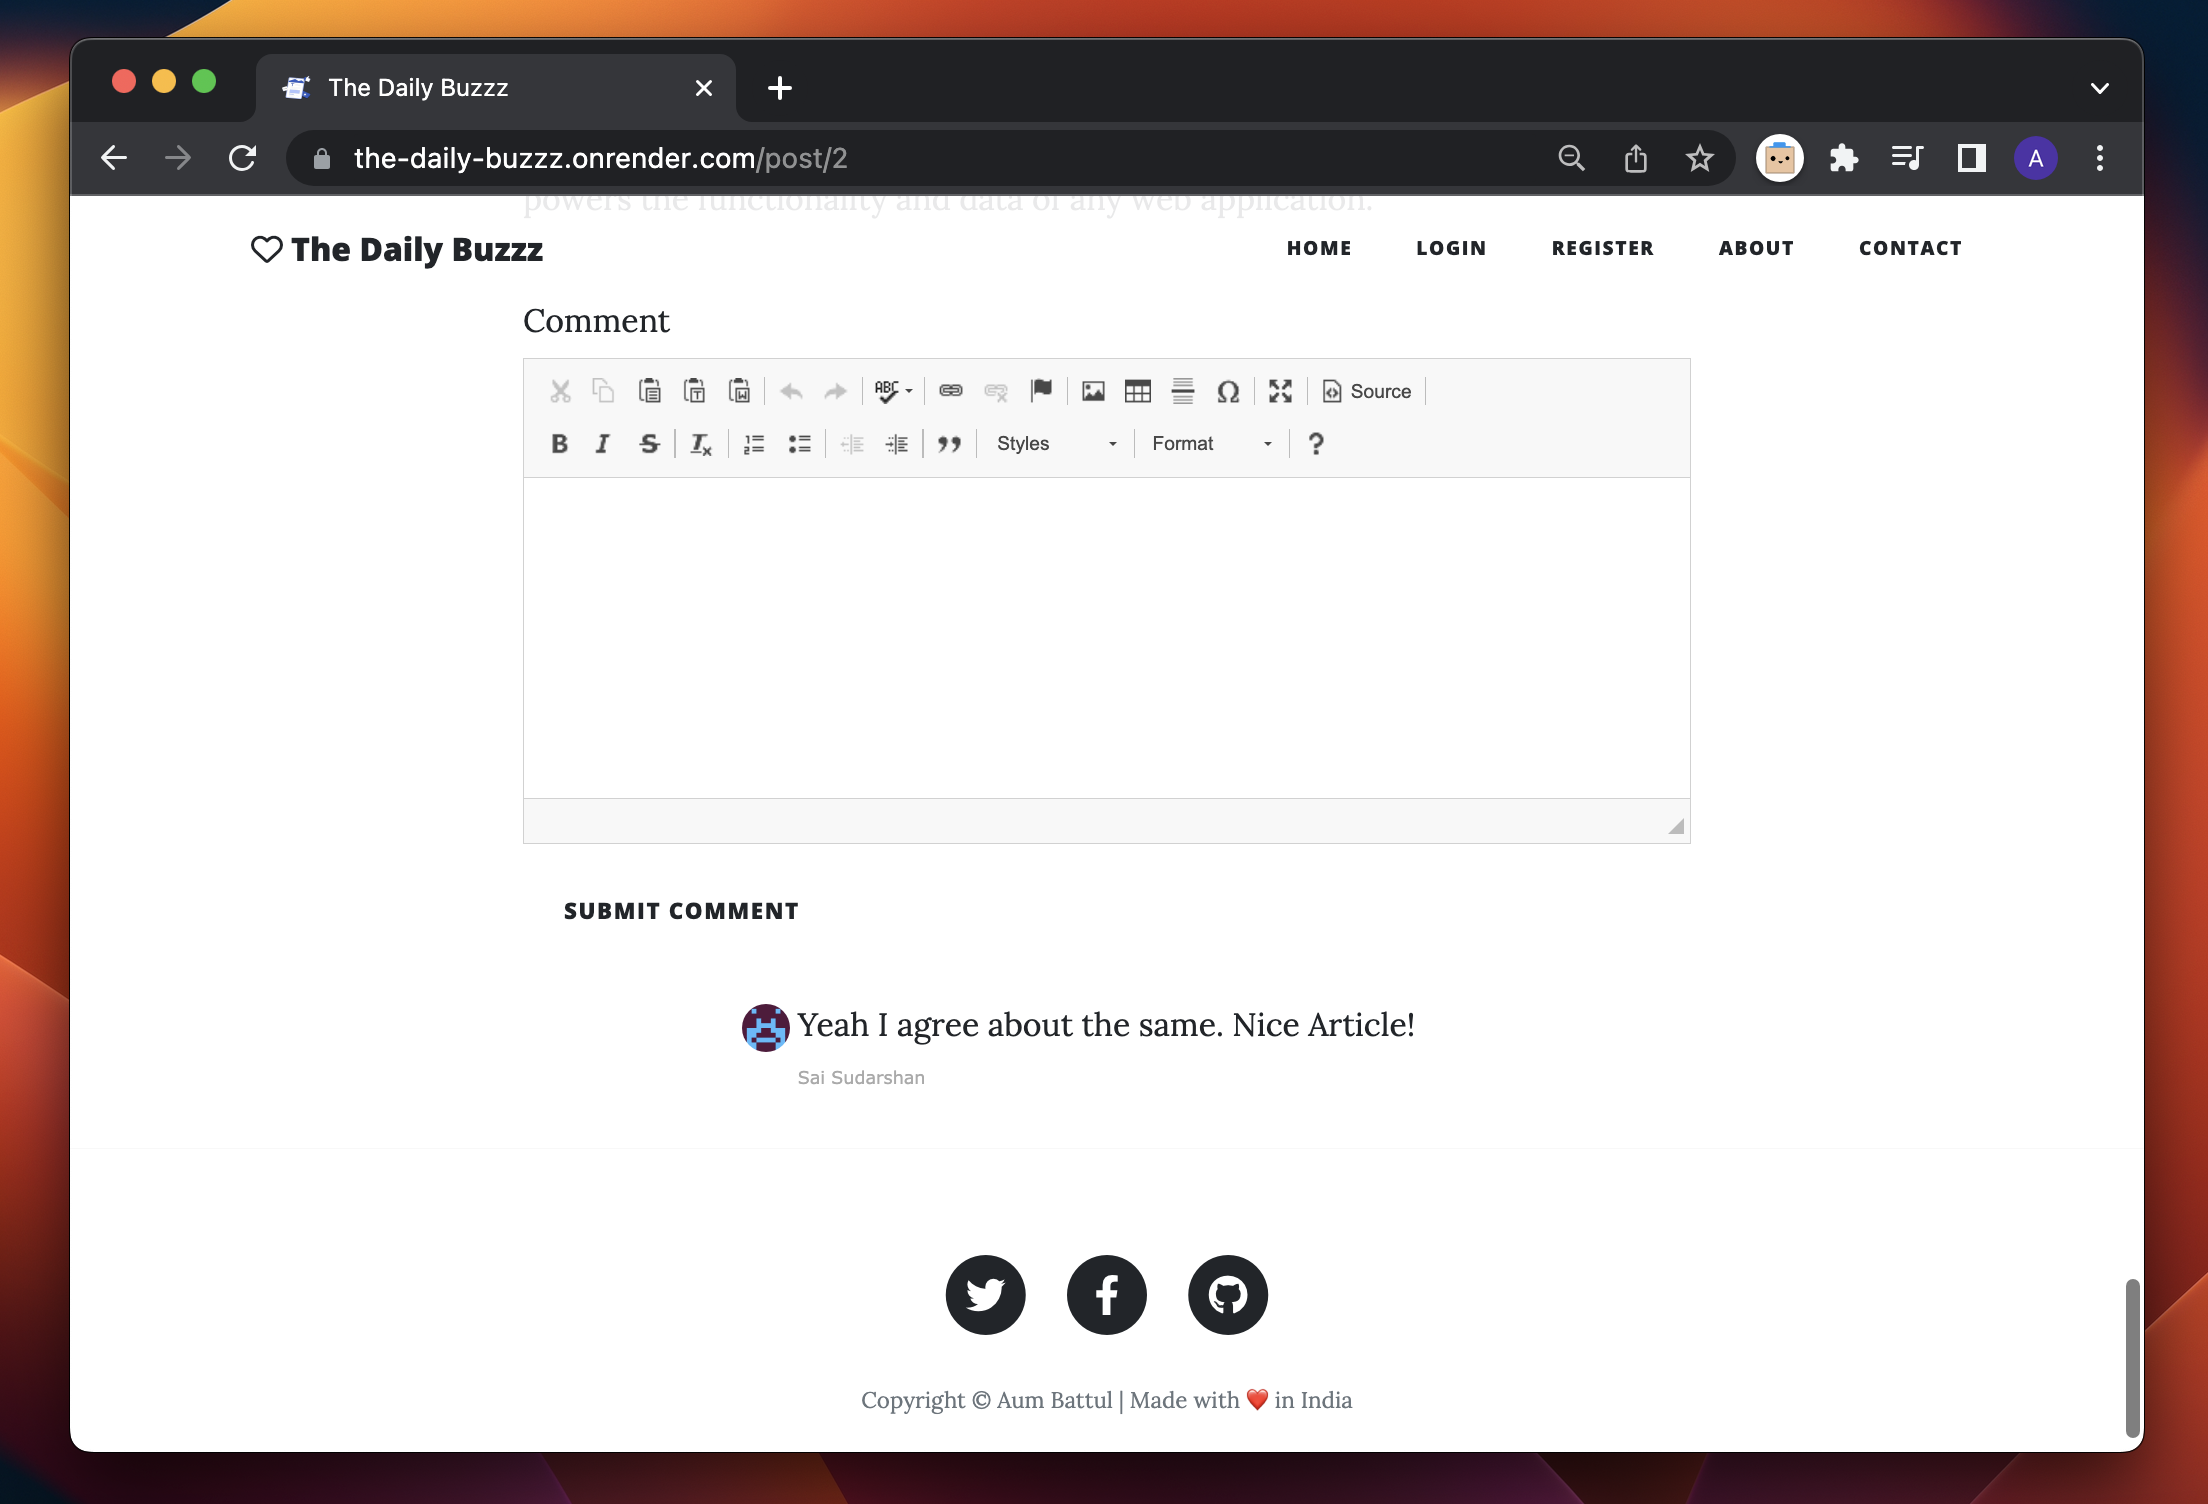 The Daily Buzzz
the-daily-buzzz.onrender.com/post/2
A
powers the functionality and data of any web application.
The Daily Buzzz
HOME LOGIN REGISTER ABOUT CONTACT
Comment
ABC Ω Source
B I S Tx Styles Format ?
SUBMIT COMMENT
Yeah I agree about the same. Nice Article!
Sai Sudarshan
Copyright © Aum Battul | Made with ❤️ in India